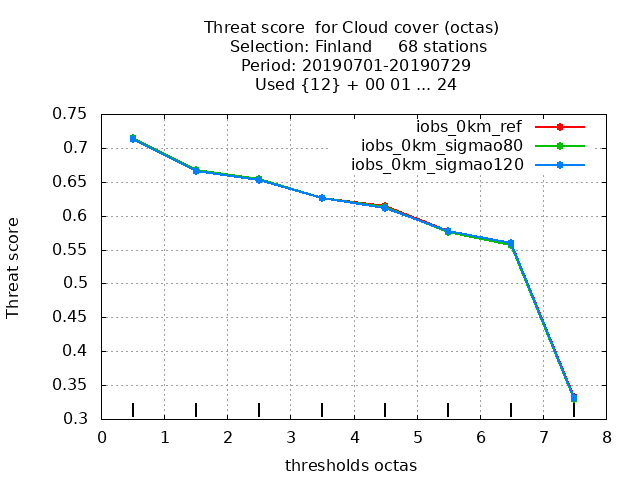 Threat score  for Cloud cover (octas)
Selection: Finland     68 stations
Period: 20190701-20190729
Used {12} + 00 01 ... 24
iobs_0km_ref
iobs_0km_sigmao80
iobs_0km_sigmao120
Threat score
0.75
0.7
0.65
0.6
0.55
0.5
0.45
0.4
0.35
0.3
0 1 2 3 4 5 6 7 8
thresholds octas